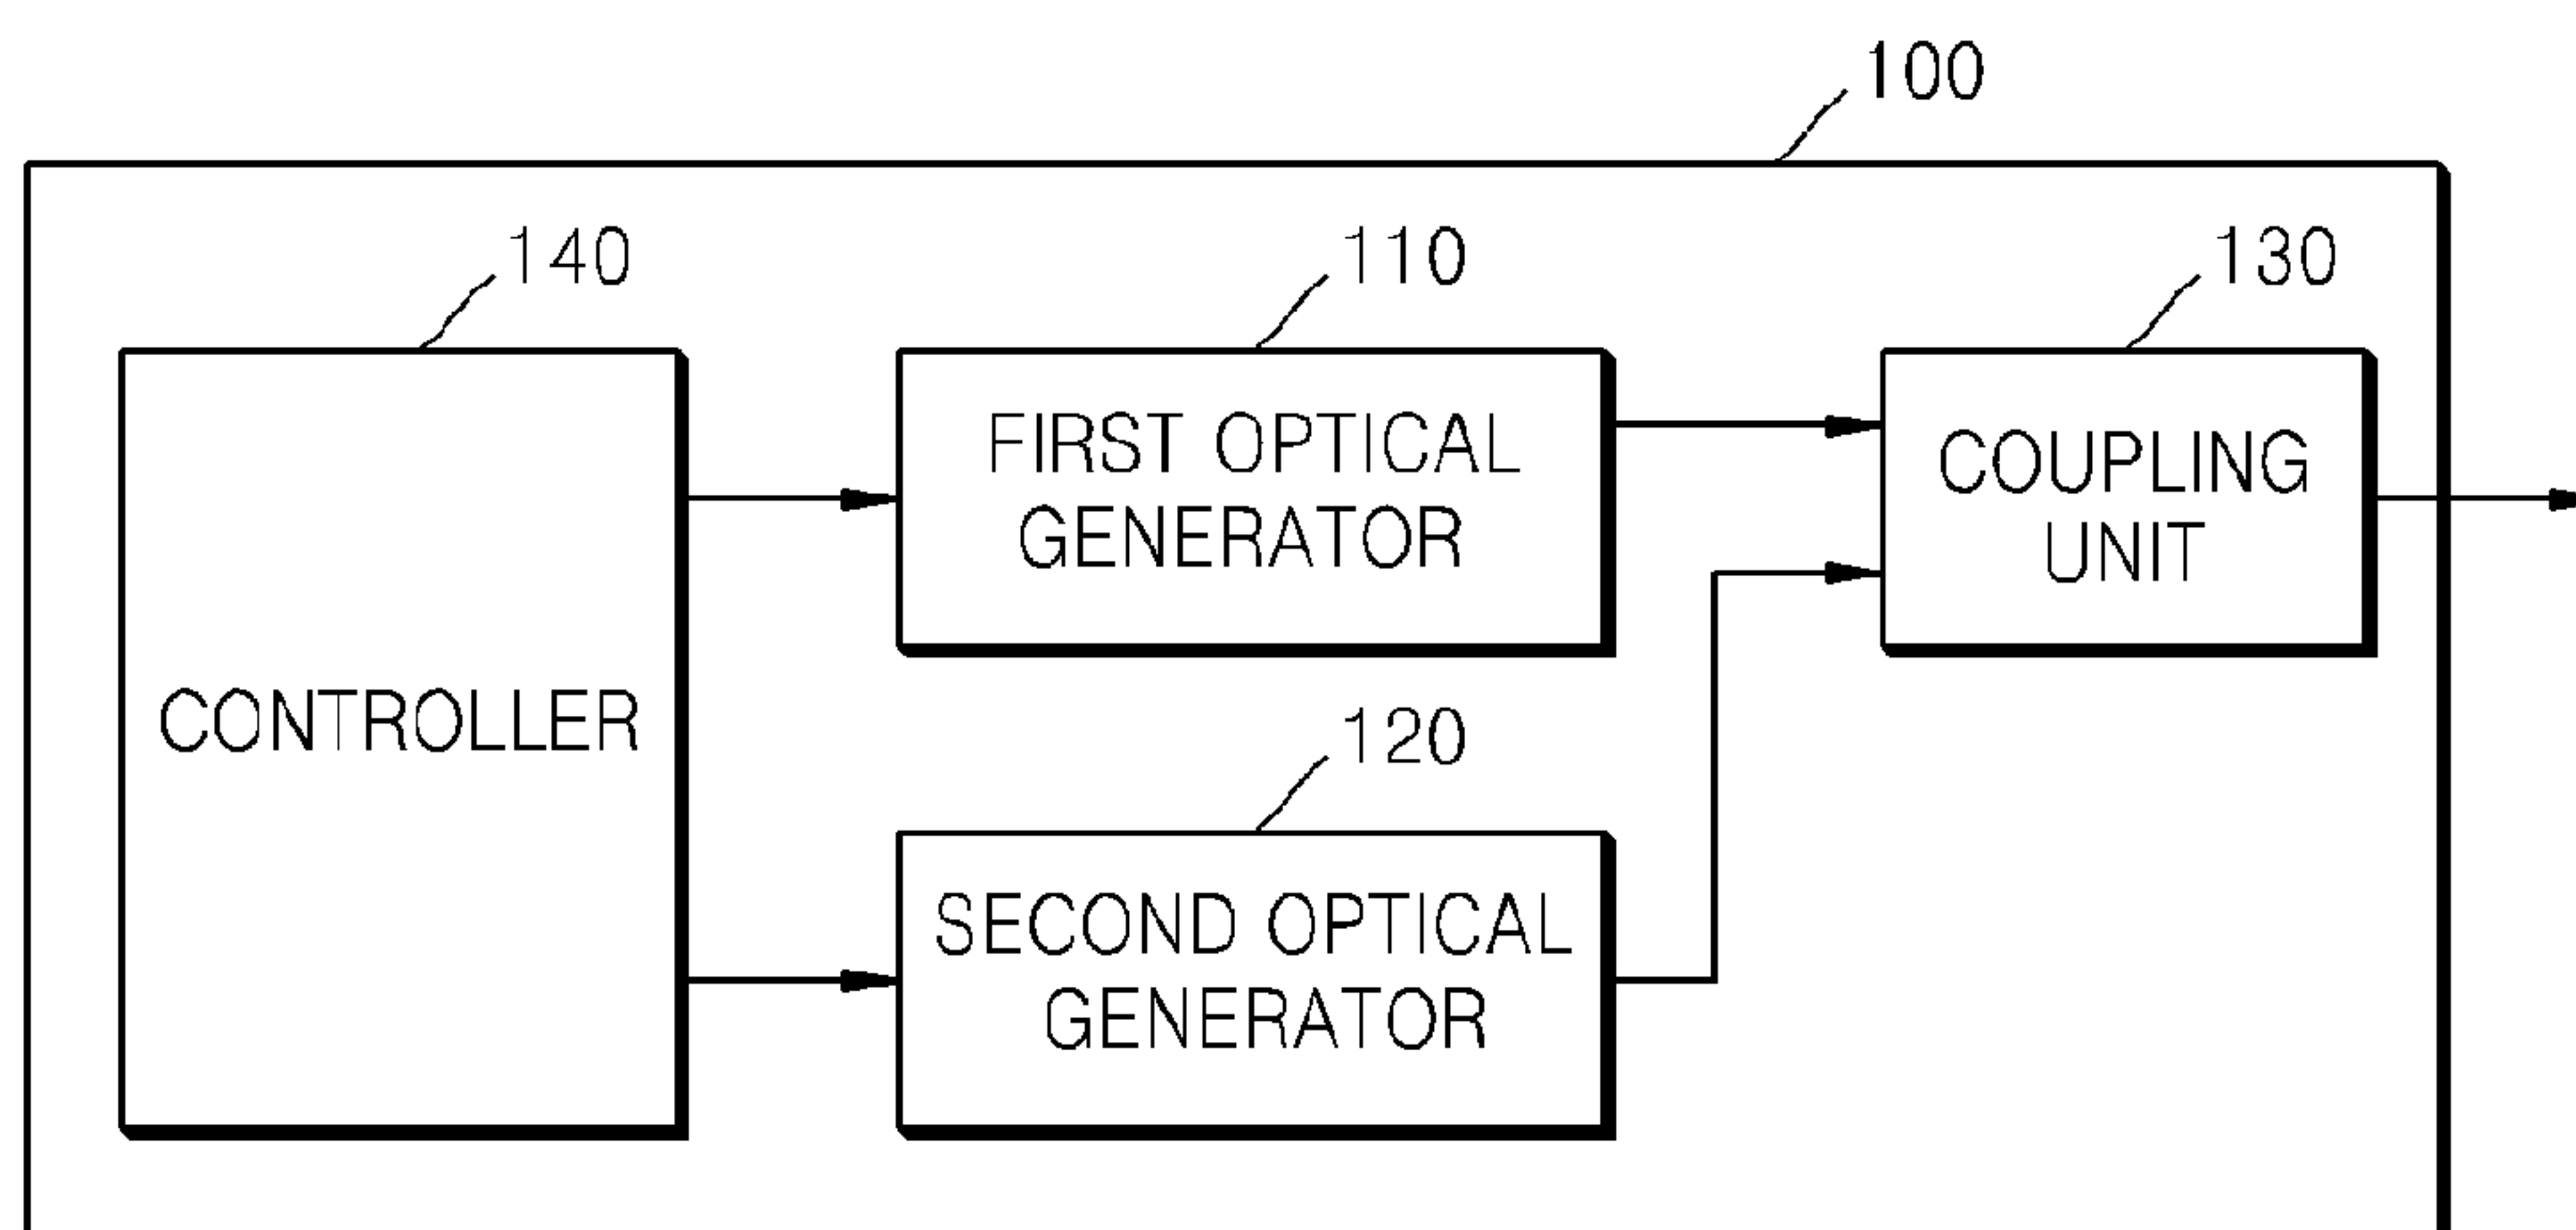 100
140
110
130
FIRST OPTICAL
GENERATOR
COUPLING
UNIT
CONTROLLER
120
SECOND OPTICAL
GENERATOR